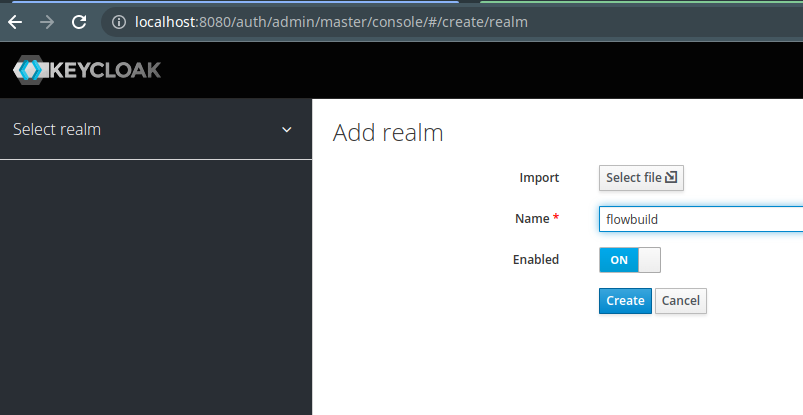 localhost:8080/auth/admin/master/console/#/create/realm
KEYCLOAK
Select realm
Add realm
Import Select file
Name * flowbuild
Enabled ON
Create Cancel